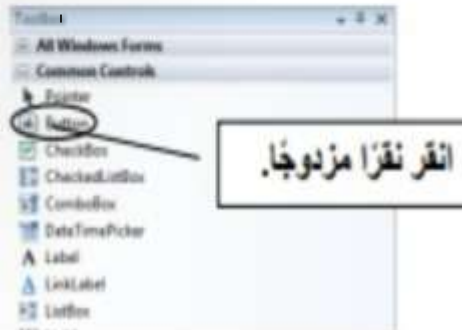 Toolbox
All Windows Forms
Common Controls
Pointer
Button
CheckBox
CheckedListBox
ComboBox
DateTimePicker
A Label
A LinkLabel
ListBox
انقر نقرًا مزدوجًا.